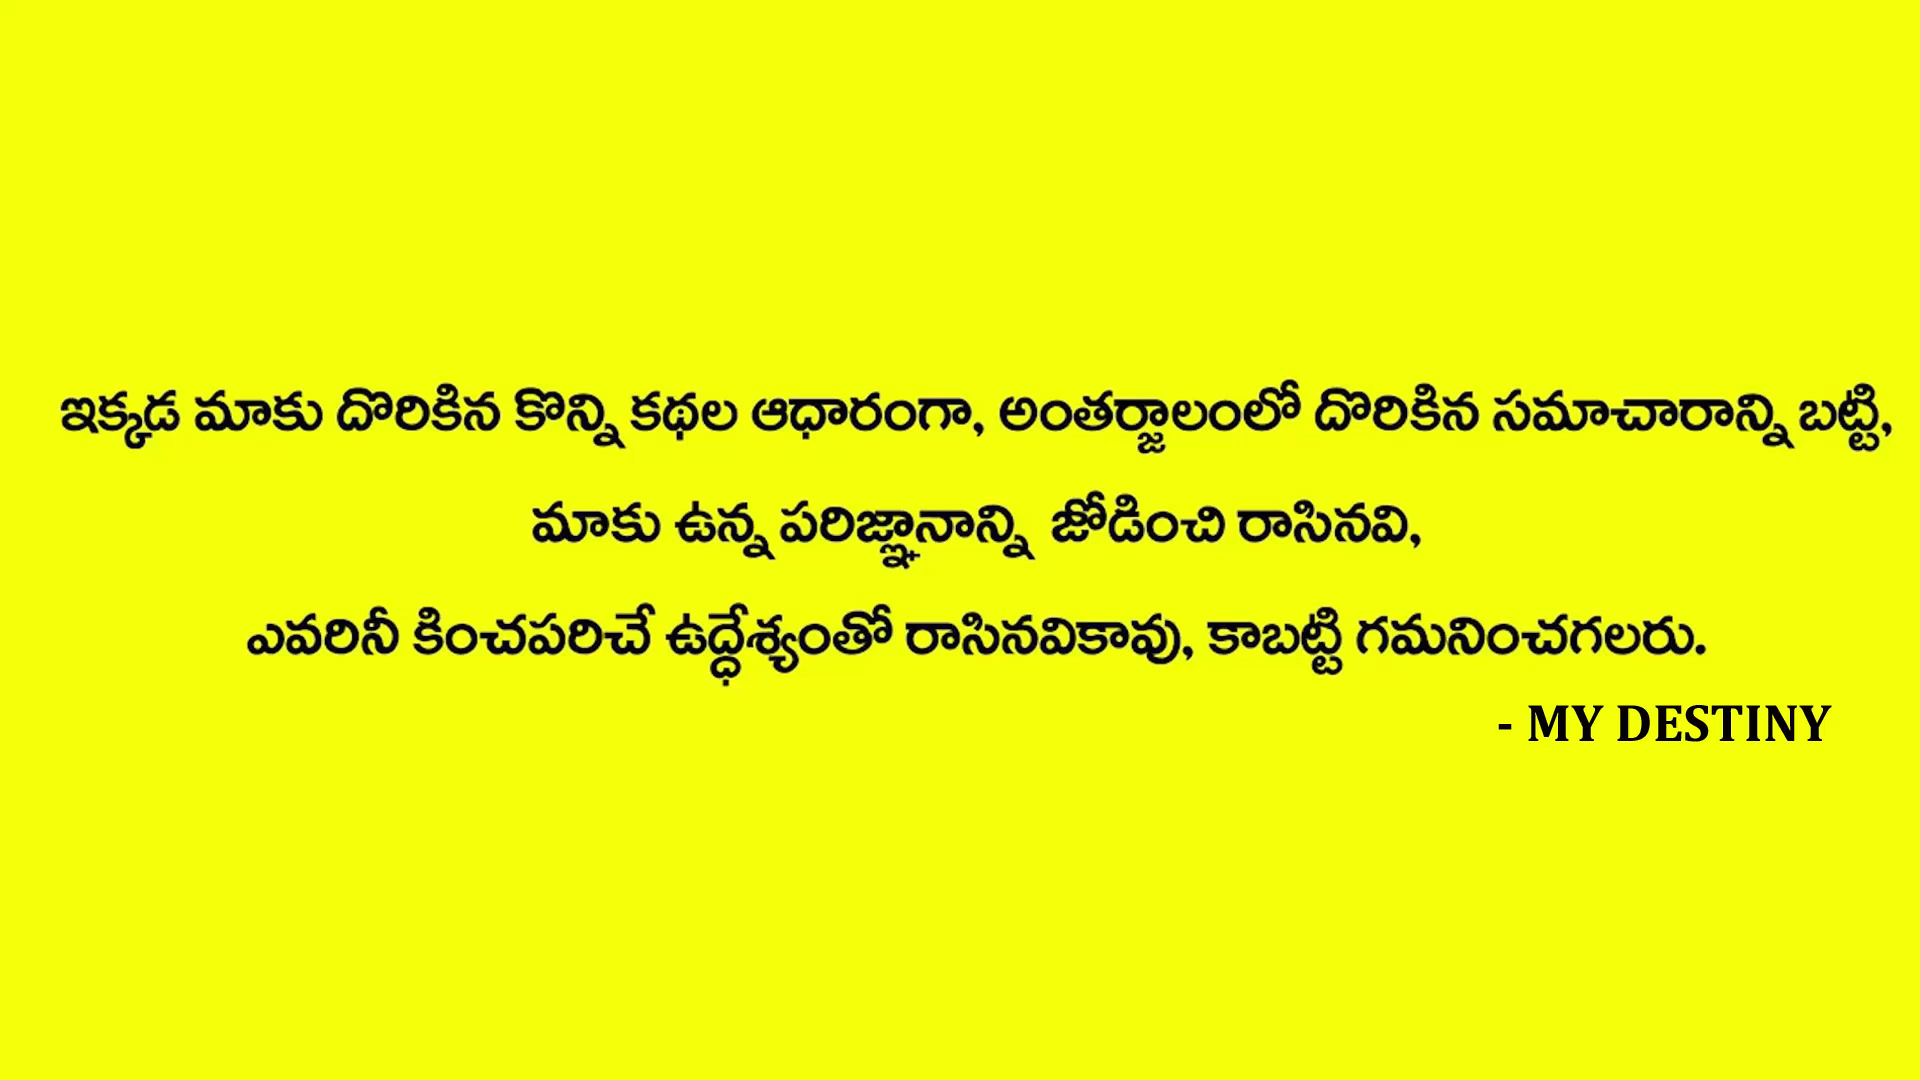 ఇక్కడ మాకు దొరికిన కొన్ని కథల ఆధారంగా, అంతర్జాలంలో దొరికిన సమాచారాన్ని బట్టి,
మాకు ఉన్న పరిజ్ఞానాన్ని జోడించి రాసినవి,
ఎవరినీ కించపరిచే ఉద్ధేశ్యంతో రాసినవికావు, కాబట్టి గమనించగలరు.
- MY DESTINY